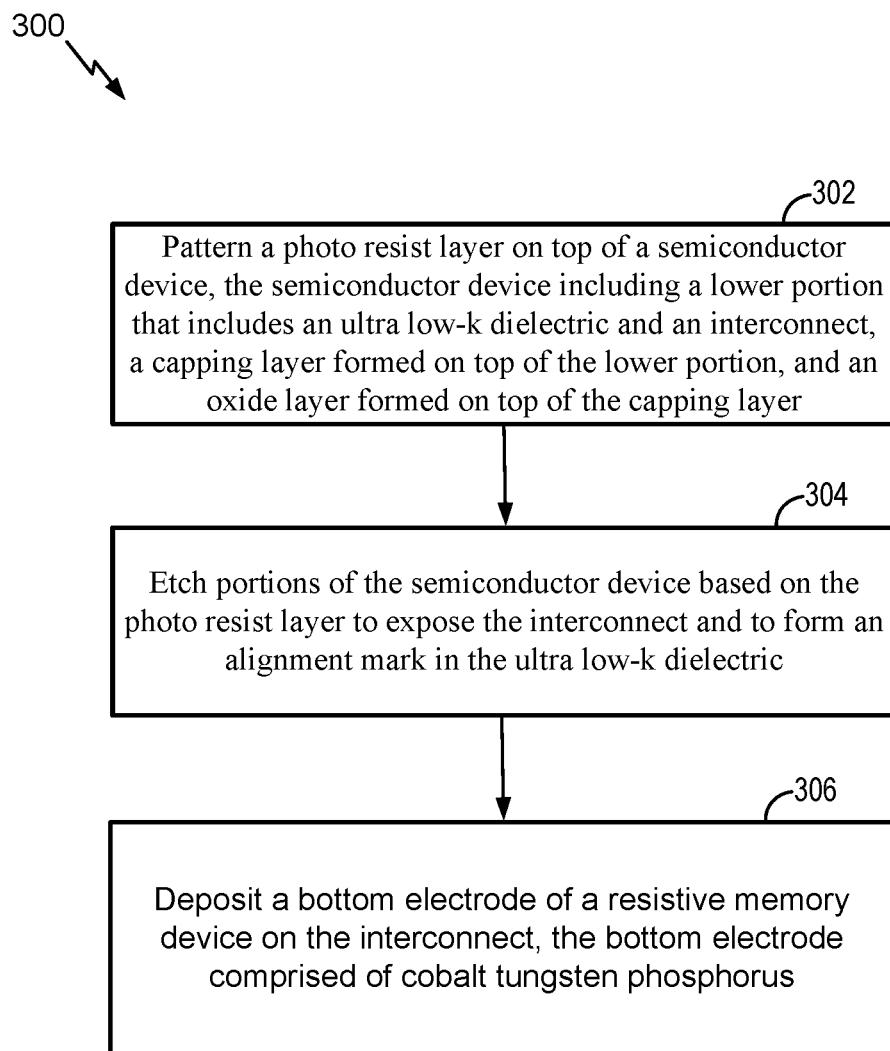 300
302
Pattern a photo resist layer on top of a semiconductor
device, the semiconductor device including a lower portion
that includes an ultra low-k dielectric and an interconnect,
a capping layer formed on top of the lower portion, and an
oxide layer formed on top of the capping layer
304
Etch portions of the semiconductor device based on the
photo resist layer to expose the interconnect and to form an
alignment mark in the ultra low-k dielectric
306
Deposit a bottom electrode of a resistive memory
device on the interconnect, the bottom electrode
comprised of cobalt tungsten phosphorus